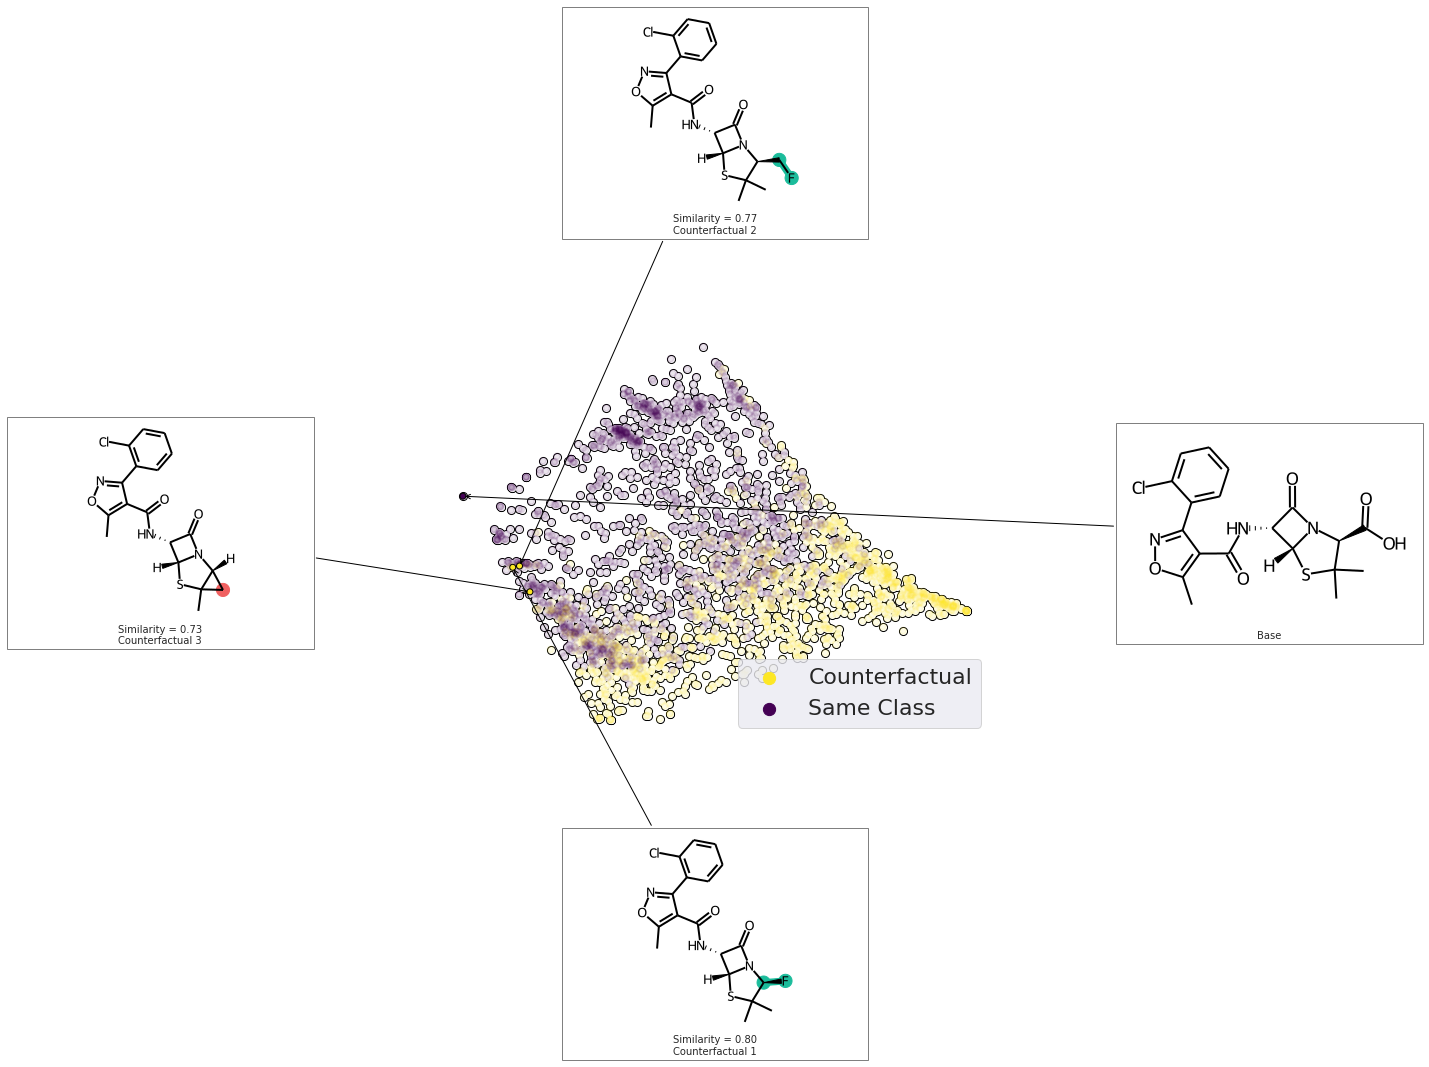 Cl
N
O
O
HN
O
H
N
S
F
Similarity = 0.77
Counterfactual 2
Cl
N
O
O
HN
O
N
H
H
S
Similarity = 0.73
Counterfactual 3
Cl
N
O
HN
O
O
N
O
OH
H
S
Base
Counterfactual
Same Class
Cl
N
O
O
HN
O
N
H
F
S
Similarity = 0.80
Counterfactual 1